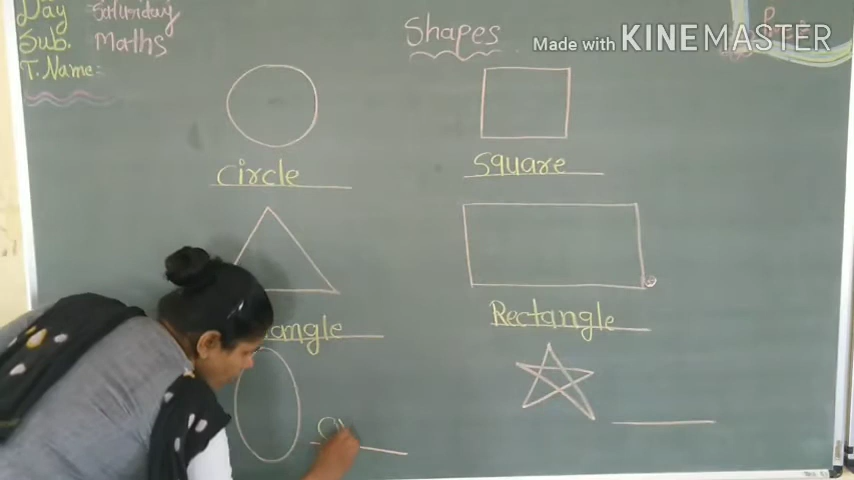 Day Saturday
Sub. Maths
T. Name:
Shapes
Made with KINEMASTER
Circle
Square
angle
Rectangle